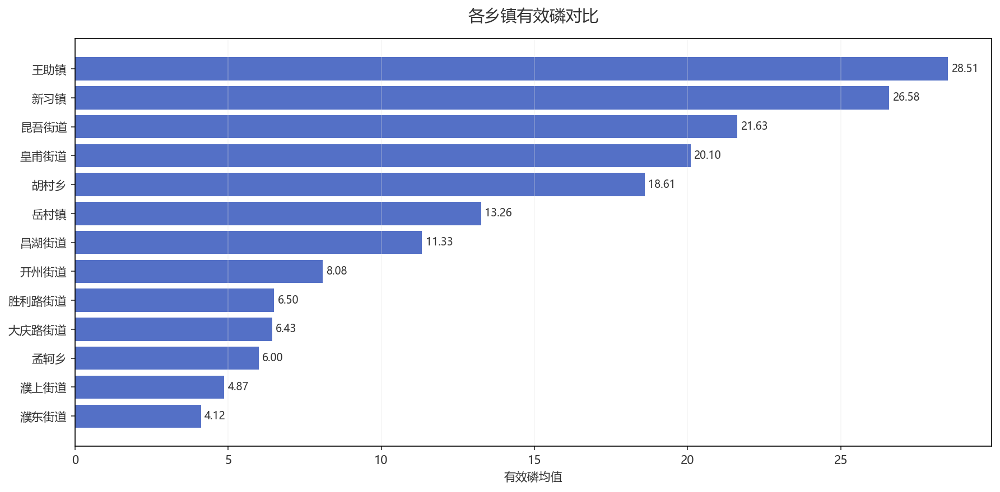 各乡镇有效磷对比
王助镇 28.51
新习镇 26.58
昆吾街道 21.63
皇甫街道 20.10
胡村乡 18.61
岳村镇 13.26
昌湖街道 11.33
开州街道 8.08
胜利路街道 6.50
大庆路街道 6.43
孟轲乡 6.00
濮上街道 4.87
濮东街道 4.12
0 5 10 15 20 25
有效磷均值